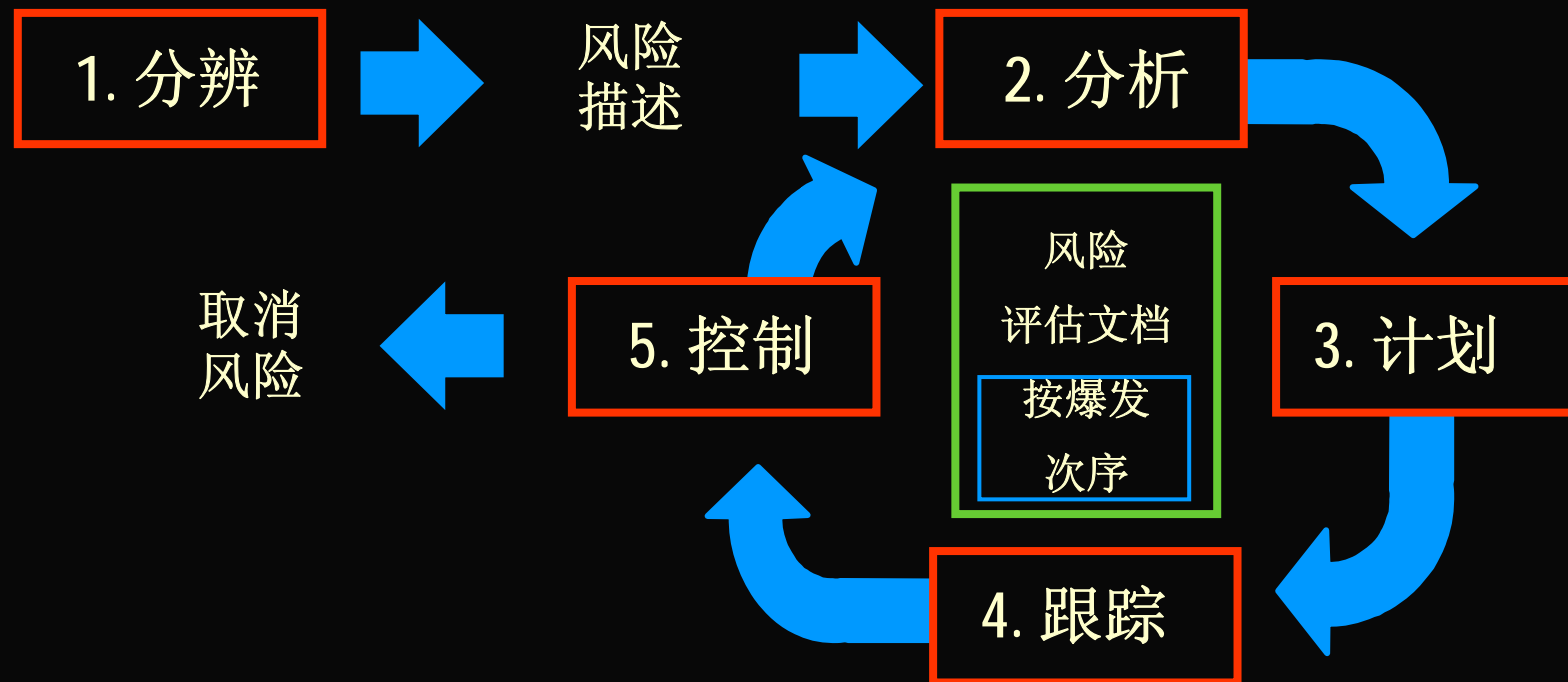 1. 分辨
风险
描述
2. 分析
风险
评估文档
按爆发
次序
取消
风险
5. 控制
3. 计划
4. 跟踪